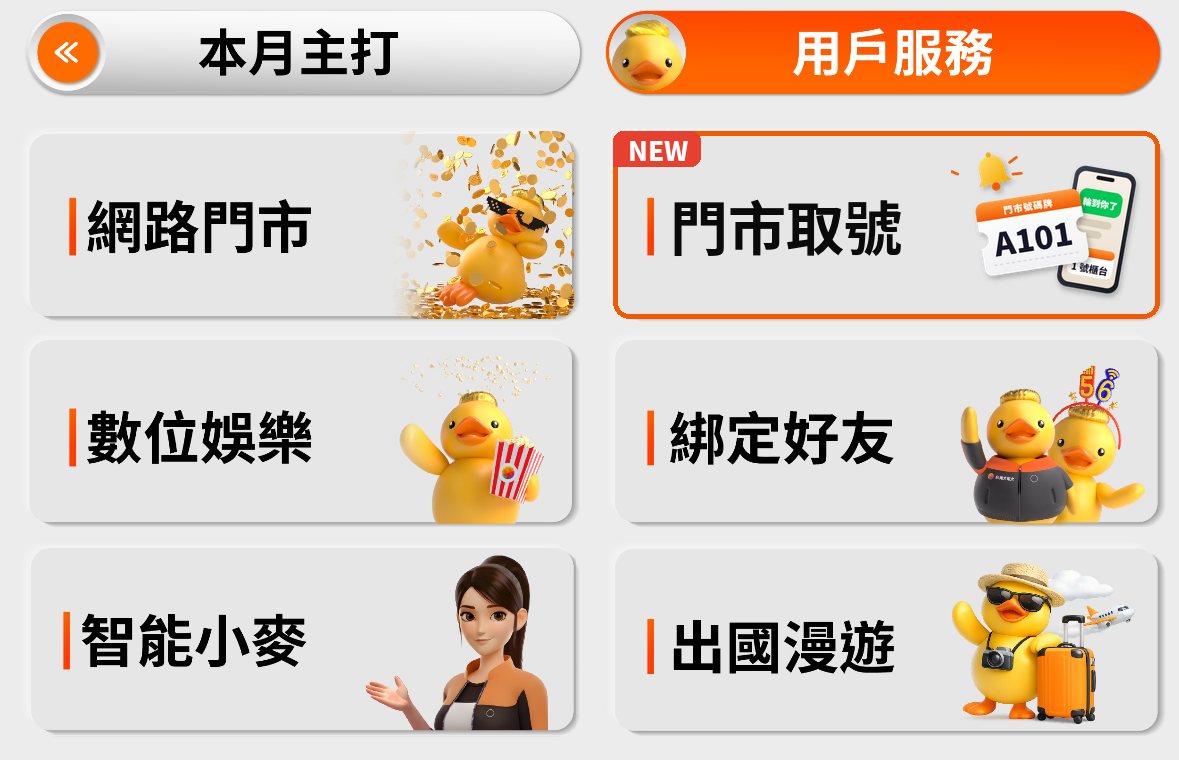 本月主打
用戶服務
網路門市
NEW
門市取號
門市號碼牌
A101
輪到你了
1 號櫃台
數位娛樂
綁定好友
5
6
智能小麥
出國漫遊